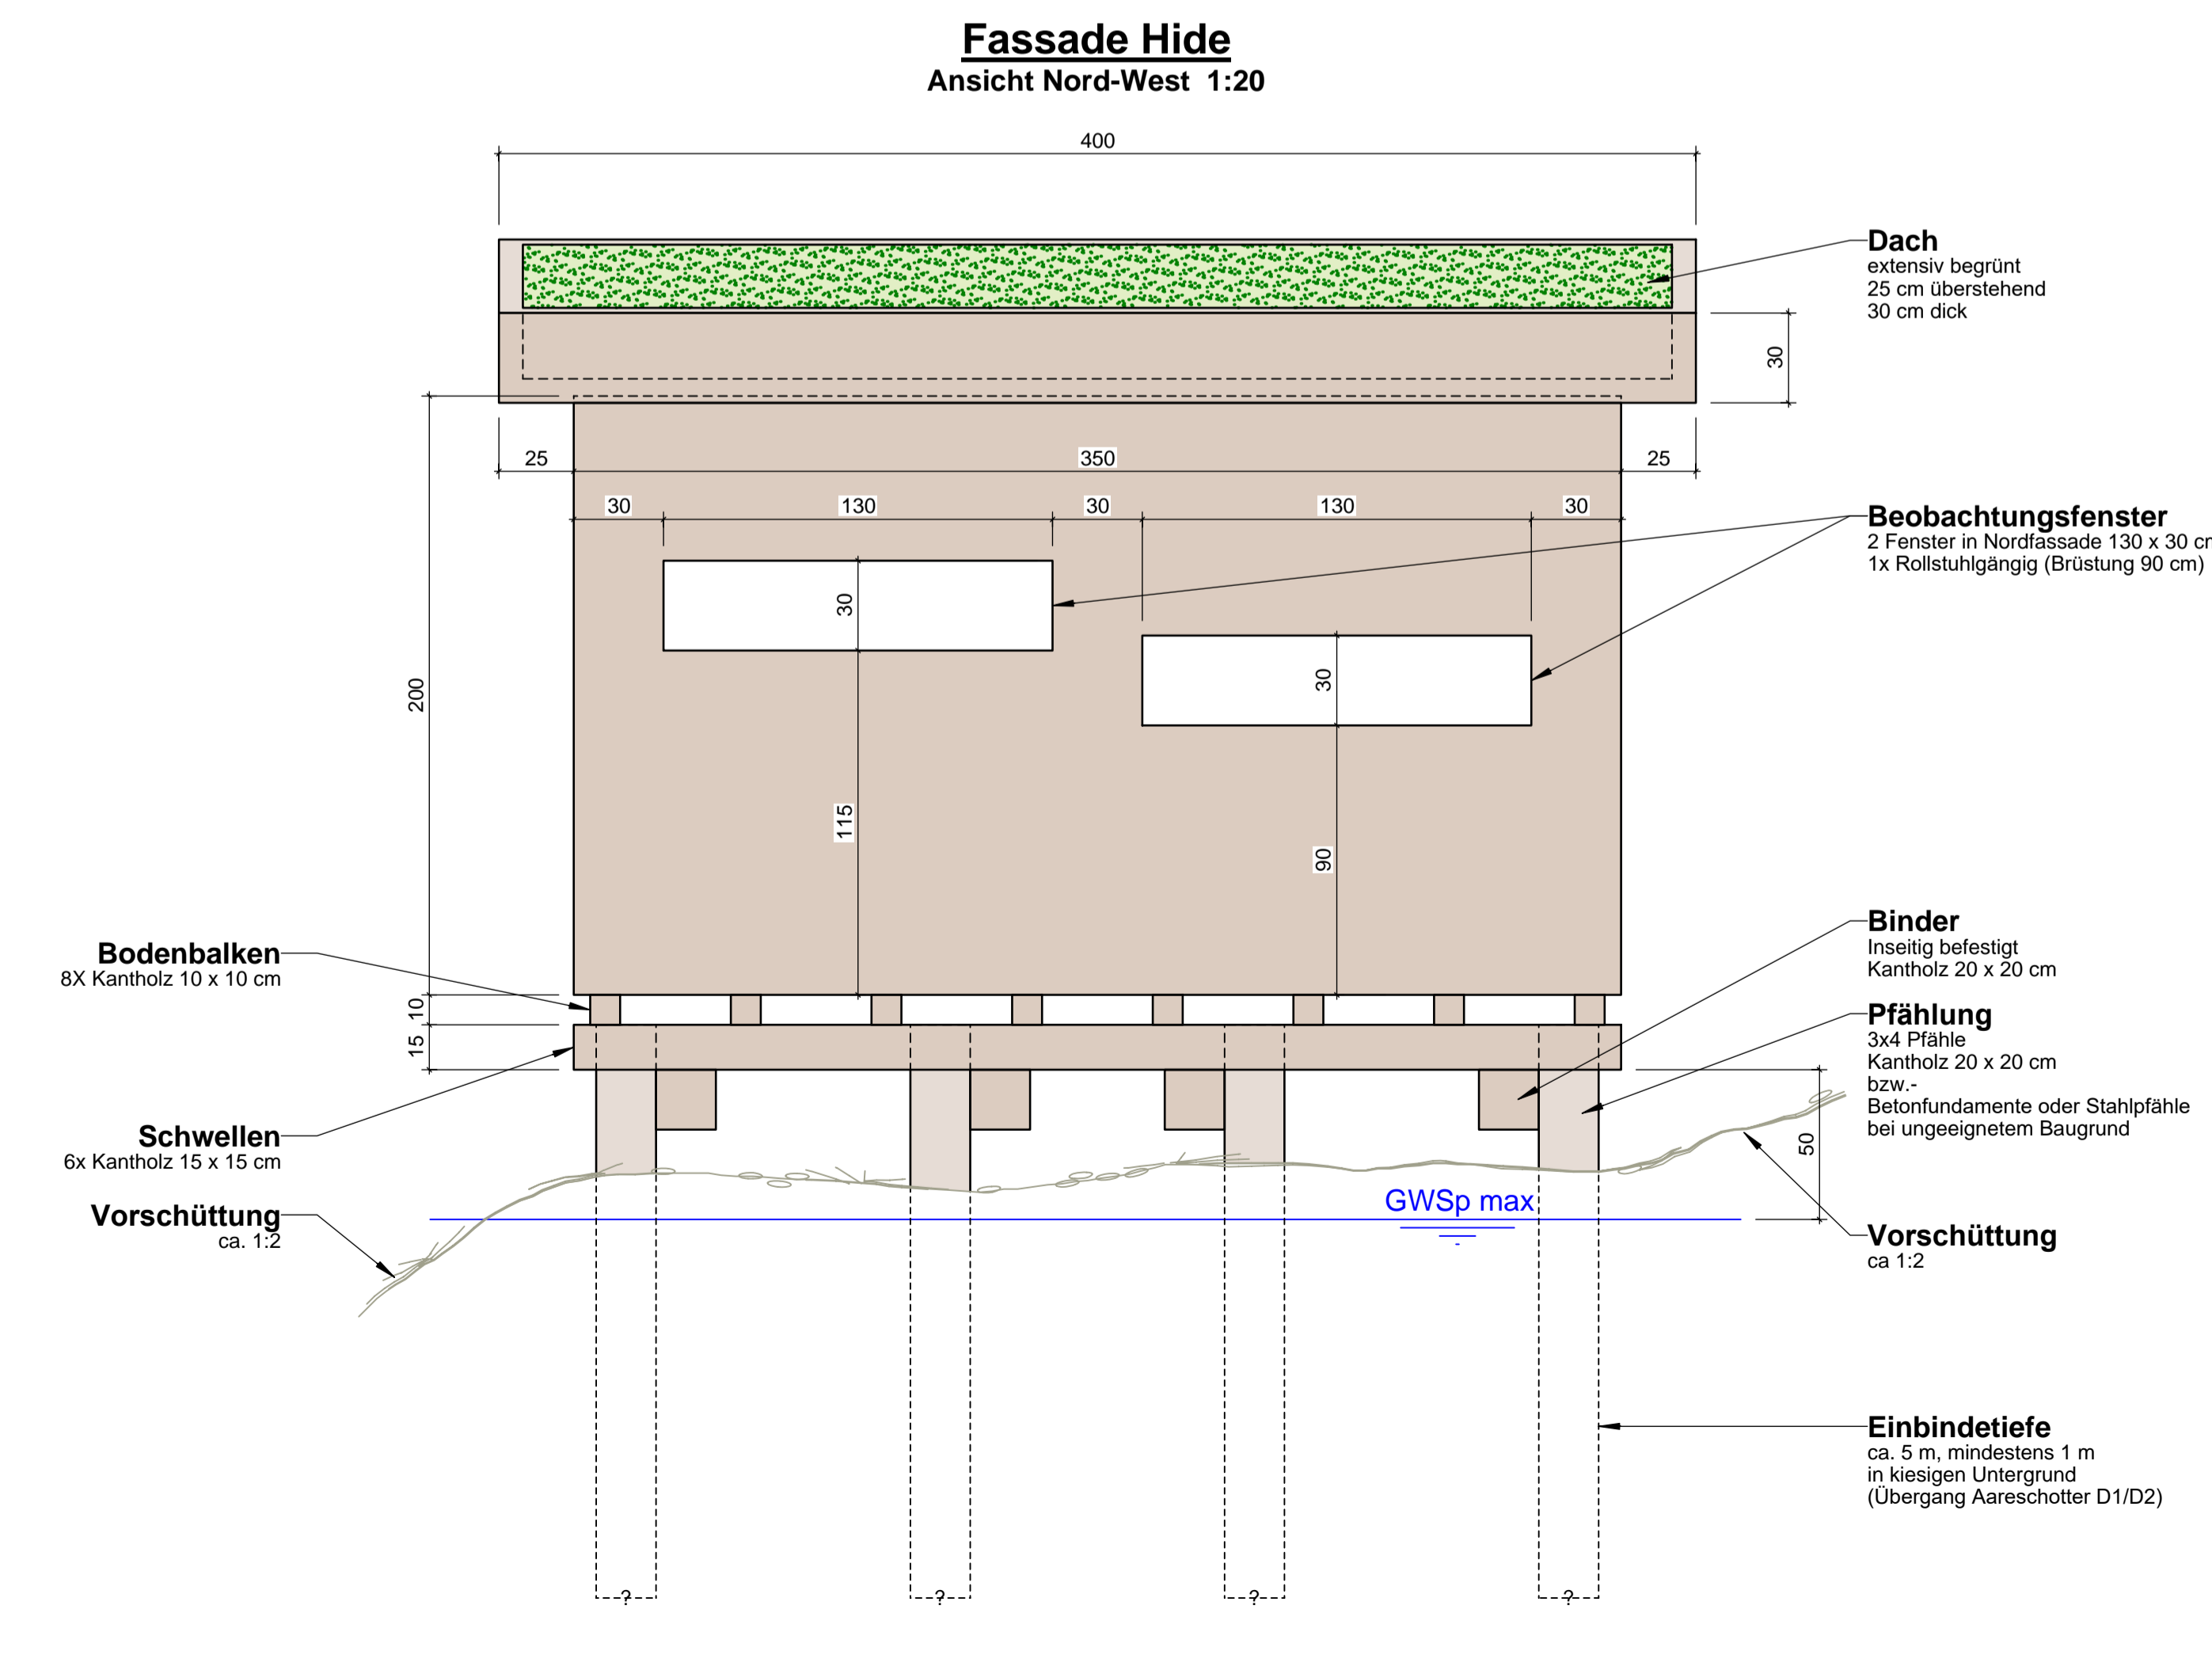 Fassade Hide
Ansicht Nord-West 1:20
400
Dach
extensiv begrünt
25 cm überstehend
30 cm dick
30
25
350
25
30
130
30
130
30
Beobachtungsfenster
2 Fenster in Nordfassade 130 x 30 cm
1x Rollstuhlgängig (Brüstung 90 cm)
30
30
200
115
90
Binder
Inseitig befestigt
Kantholz 20 x 20 cm
Bodenbalken
8X Kantholz 10 x 10 cm
10
15
Pfählung
3x4 Pfähle
Kantholz 20 x 20 cm
bzw.-
Betonfundamente oder Stahlpfähle
bei ungeeignetem Baugrund
Schwellen
6x Kantholz 15 x 15 cm
50
GWSp max
Vorschüttung
ca. 1:2
Vorschüttung
ca 1:2
Einbindetiefe
ca. 5 m, mindestens 1 m
in kiesigen Untergrund
(Übergang Aareschotter D1/D2)
?
?
?
?